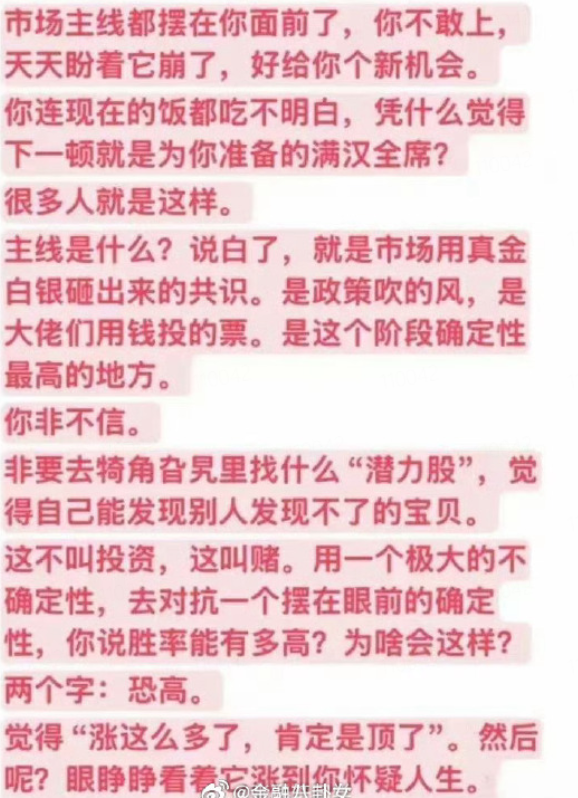 市场主线都摆在你面前了，你不敢上，
天天盼着它崩了，好给你个新机会。
你连现在的饭都吃不明白，凭什么觉得
下一顿就是为你准备的满汉全席？
很多人就是这样。
主线是什么？说白了，就是市场用真金
白银砸出来的共识。是政策吹的风，是
大佬们用钱投的票。是这个阶段确定性
最高的地方。
你非不信。
非要去犄角旮旯里找什么“潜力股”，觉
得自己能发现别人发现不了的宝贝。
这不叫投资，这叫赌。用一个极大的不
确定性，去对抗一个摆在眼前的确定
性，你说胜率能有多高？为啥会这样？
两个字：恐高。
觉得“涨这么多了，肯定是顶了”。然后
呢？眼睁睁看着它涨到你怀疑人生。
@金融八卦女